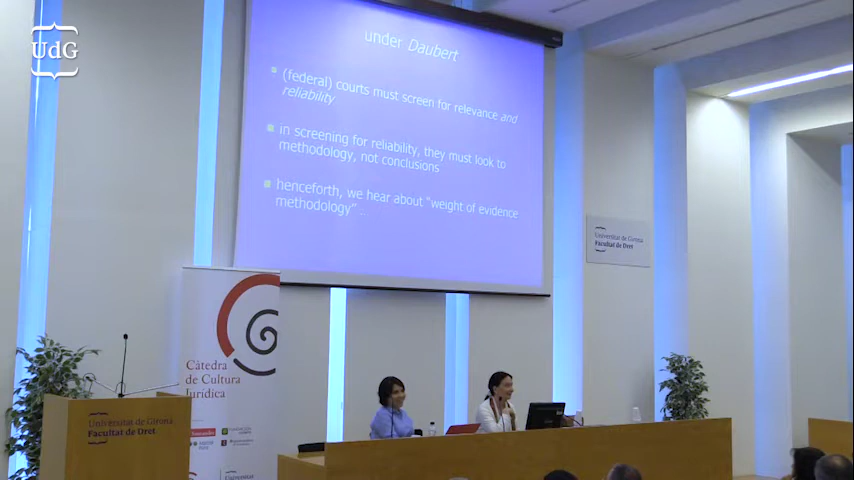 UdG
under Daubert
(federal) courts must screen for relevance and
reliability
in screening for reliability, they must look to
methodology, not conclusions
henceforth, we hear about "weight of evidence
methodology" ..
Universitat de Girona
Facultat de Dret
Càtedra
de Cultura
Jurídica
Universitat de Girona
Facultat de Dret